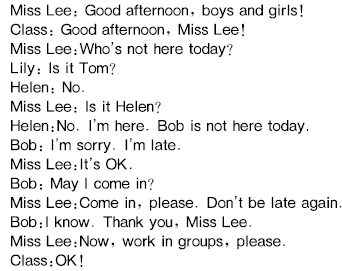 Miss Lee: Good afternoon, boys and girls!
Class: Good afternoon, Miss Lee!
Miss Lee:Who's not here today?
Lily: Is it Tom?
Helen: No.
Miss Lee: Is it Helen?
Helen:No. I'm here. Bob is not here today.
Bob: I'm sorry. I'm late.
Miss Lee:It's OK.
Bob: May I come in?
Miss Lee:Come in, please. Don't be late again.
Bob:I know. Thank you, Miss Lee.
Miss Lee:Now, work in groups, please.
Class:OK!